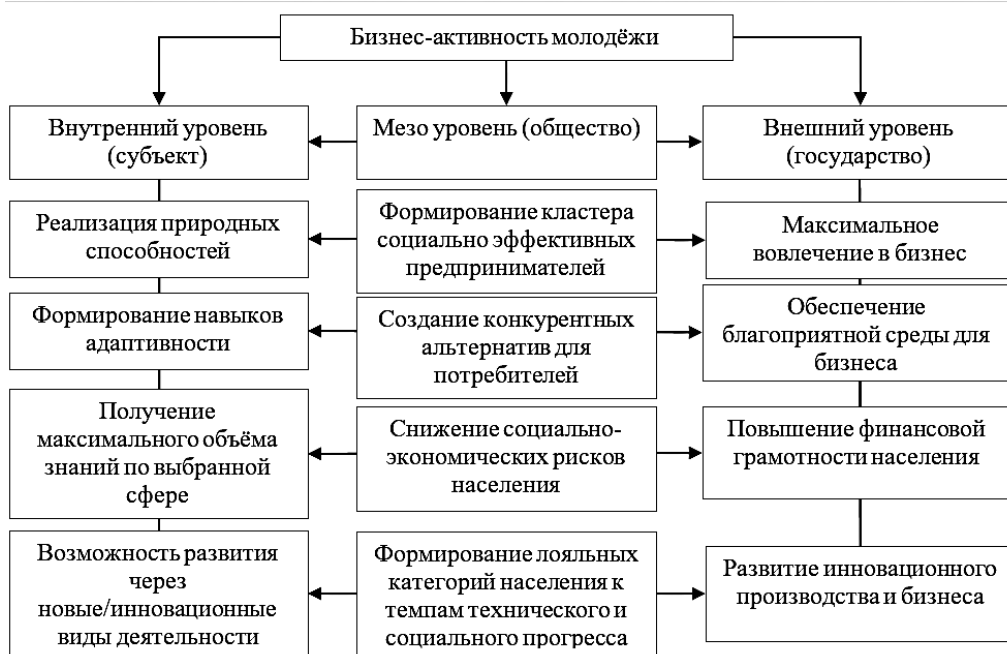 Бизнес-активность молодёжи
Внутренний уровень
(субъект)
Мезо уровень (общество)
Внешний уровень
(государство)
Реализация природных
способностей
Формирование кластера
социально эффективных
предпринимателей
Максимальное
вовлечение в бизнес
Формирование навыков
адаптивности
Создание конкурентных
альтернатив для
потребителей
Обеспечение
благоприятной среды для
бизнеса
Получение
максимального объёма
знаний по выбранной
сфере
Снижение социально-
экономических рисков
населения
Повышение финансовой
грамотности населения
Возможность развития
через
новые/инновационные
виды деятельности
Формирование лояльных
категорий населения к
темпам технического и
социального прогресса
Развитие инновационного
производства и бизнеса